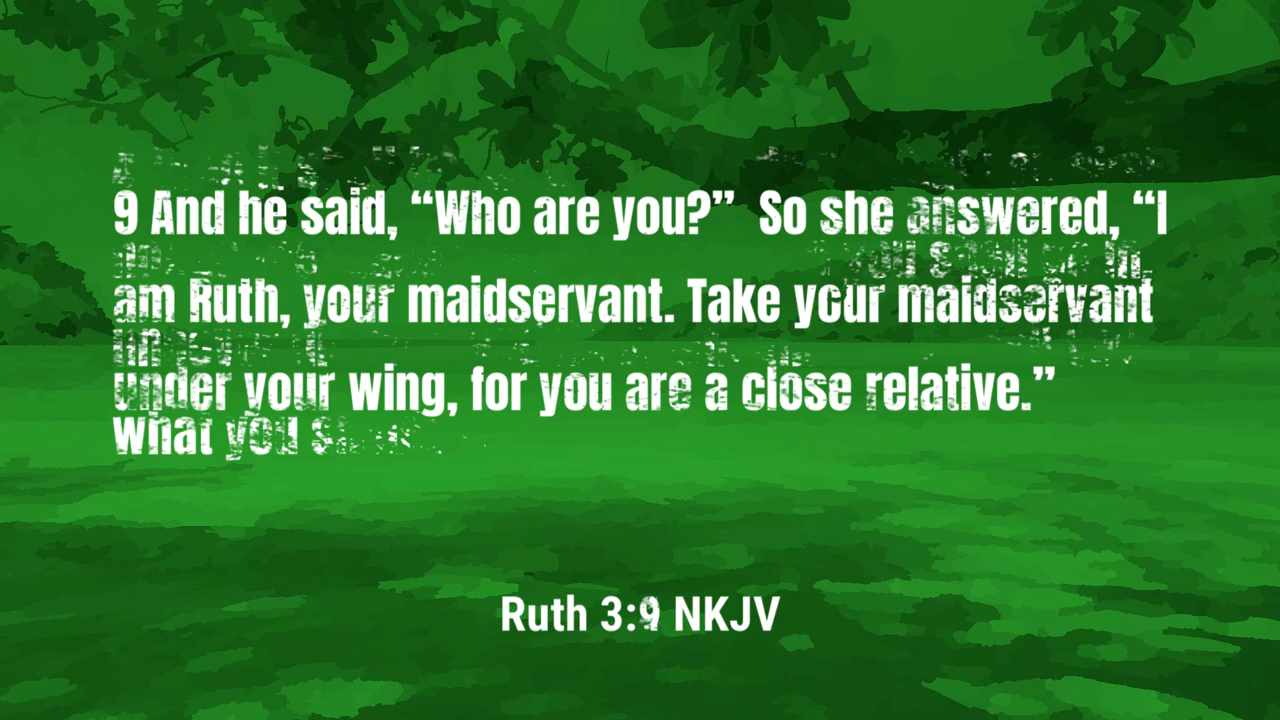 9 And he said, “Who are you?”  So she answered, “I
am Ruth, your maidservant. Take your maidservant
under your wing, for you are a close relative.”
what you
Ruth 3:9 NKJV